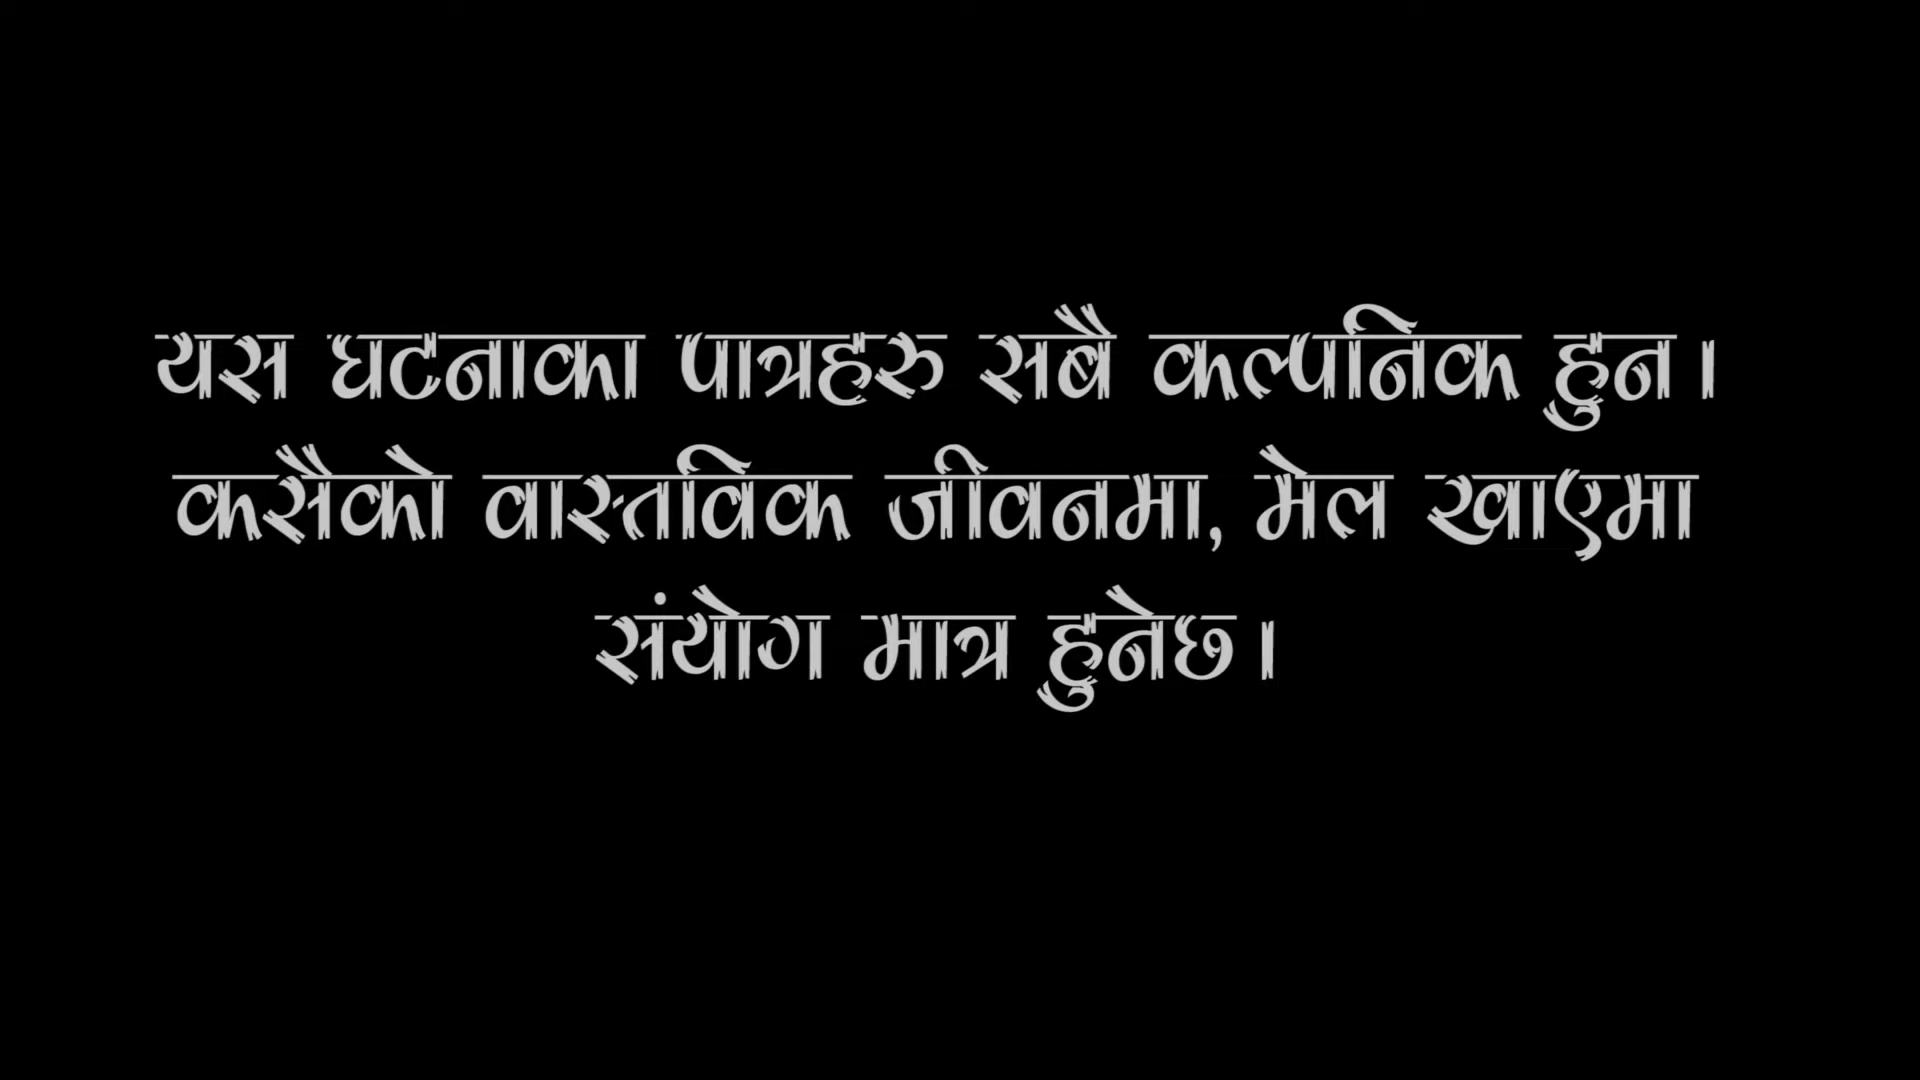 यस घटनाका पात्रहरु सबै कल्पनिक हुन।
कसैको वास्तविक जीवनमा, मेल खाएमा
संयोग मात्र हुनेछ।